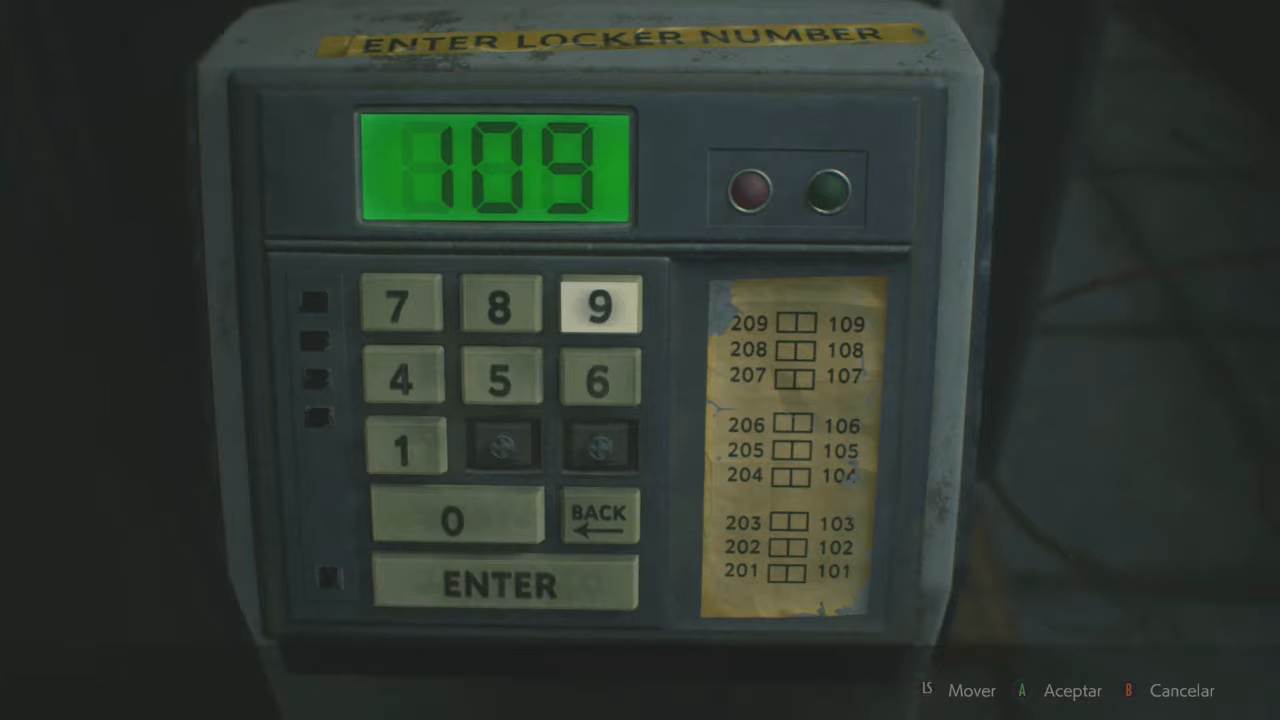 ENTER LOCKER NUMBER
109
7 8 9
4 5 6
1
0 BACK
ENTER
209 109
208 108
207 107
206 106
205 105
204 104
203 103
202 102
201 101
LS Mover A Aceptar B Cancelar